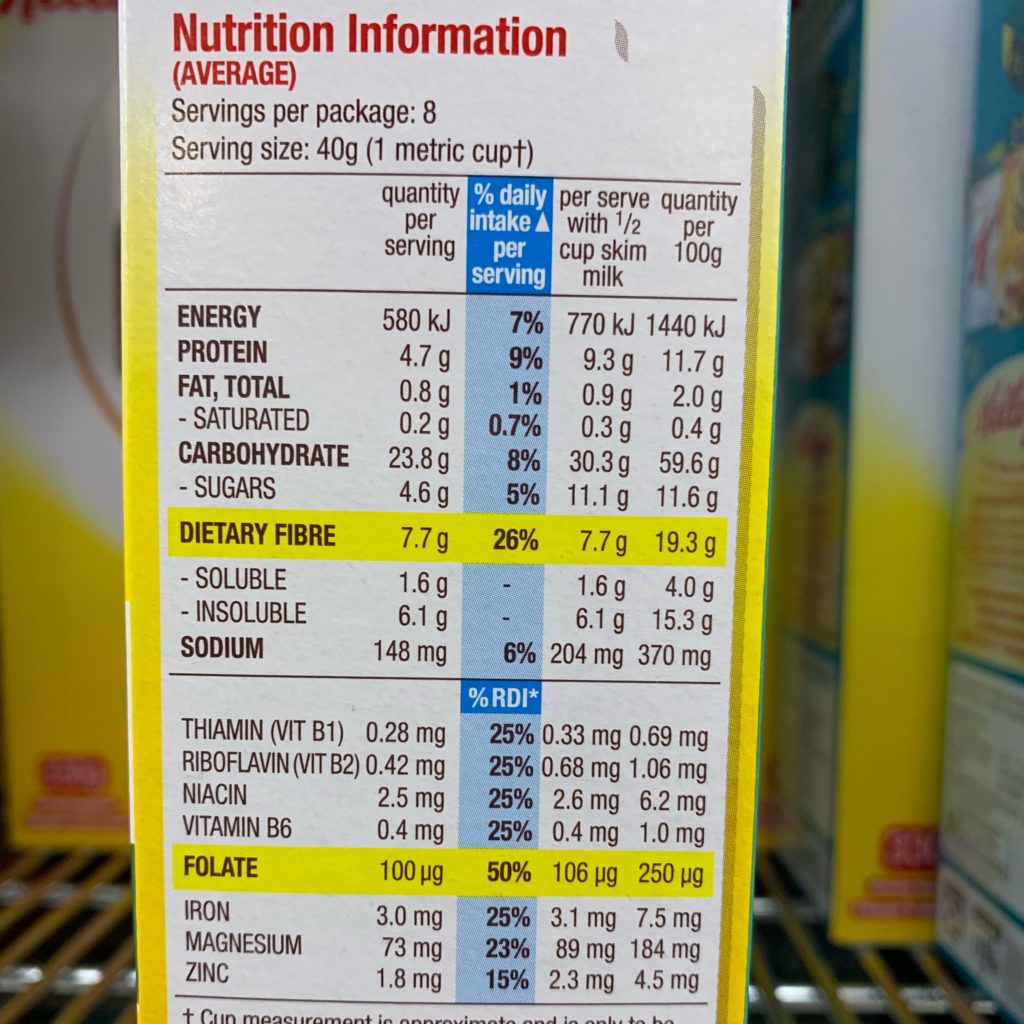 Nutrition Information
(AVERAGE)
Servings per package: 8
Serving size: 40g (1 metric cup†)
quantity per serving % daily intake▲ per serving per serve with 1/2 cup skim milk quantity per 100g
ENERGY 580 kJ 7% 770 kJ 1440 kJ
PROTEIN 4.7 g 9% 9.3 g 11.7 g
FAT, TOTAL 0.8 g 1% 0.9 g 2.0 g
- SATURATED 0.2 g 0.7% 0.3 g 0.4 g
CARBOHYDRATE 23.8 g 8% 30.3 g 59.6 g
- SUGARS 4.6 g 5% 11.1 g 11.6 g
DIETARY FIBRE 7.7 g 26% 7.7 g 19.3 g
- SOLUBLE 1.6 g - 1.6 g 4.0 g
- INSOLUBLE 6.1 g - 6.1 g 15.3 g
SODIUM 148 mg 6% 204 mg 370 mg
% RDI*
THIAMIN (VIT B1) 0.28 mg 25% 0.33 mg 0.69 mg
RIBOFLAVIN (VIT B2) 0.42 mg 25% 0.68 mg 1.06 mg
NIACIN 2.5 mg 25% 2.6 mg 6.2 mg
VITAMIN B6 0.4 mg 25% 0.4 mg 1.0 mg
FOLATE 100 µg 50% 106 µg 250 µg
IRON 3.0 mg 25% 3.1 mg 7.5 mg
MAGNESIUM 73 mg 23% 89 mg 184 mg
ZINC 1.8 mg 15% 2.3 mg 4.5 mg
† Cup measurement is approximate and is only to be